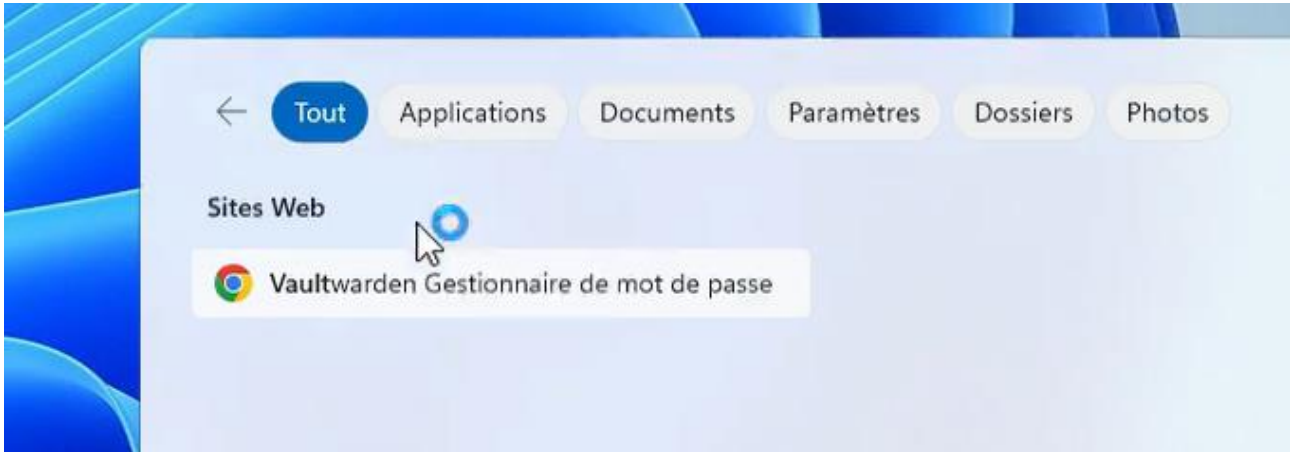 Tout Applications Documents Paramètres Dossiers Photos
Sites Web
Vaultwarden Gestionnaire de mot de passe